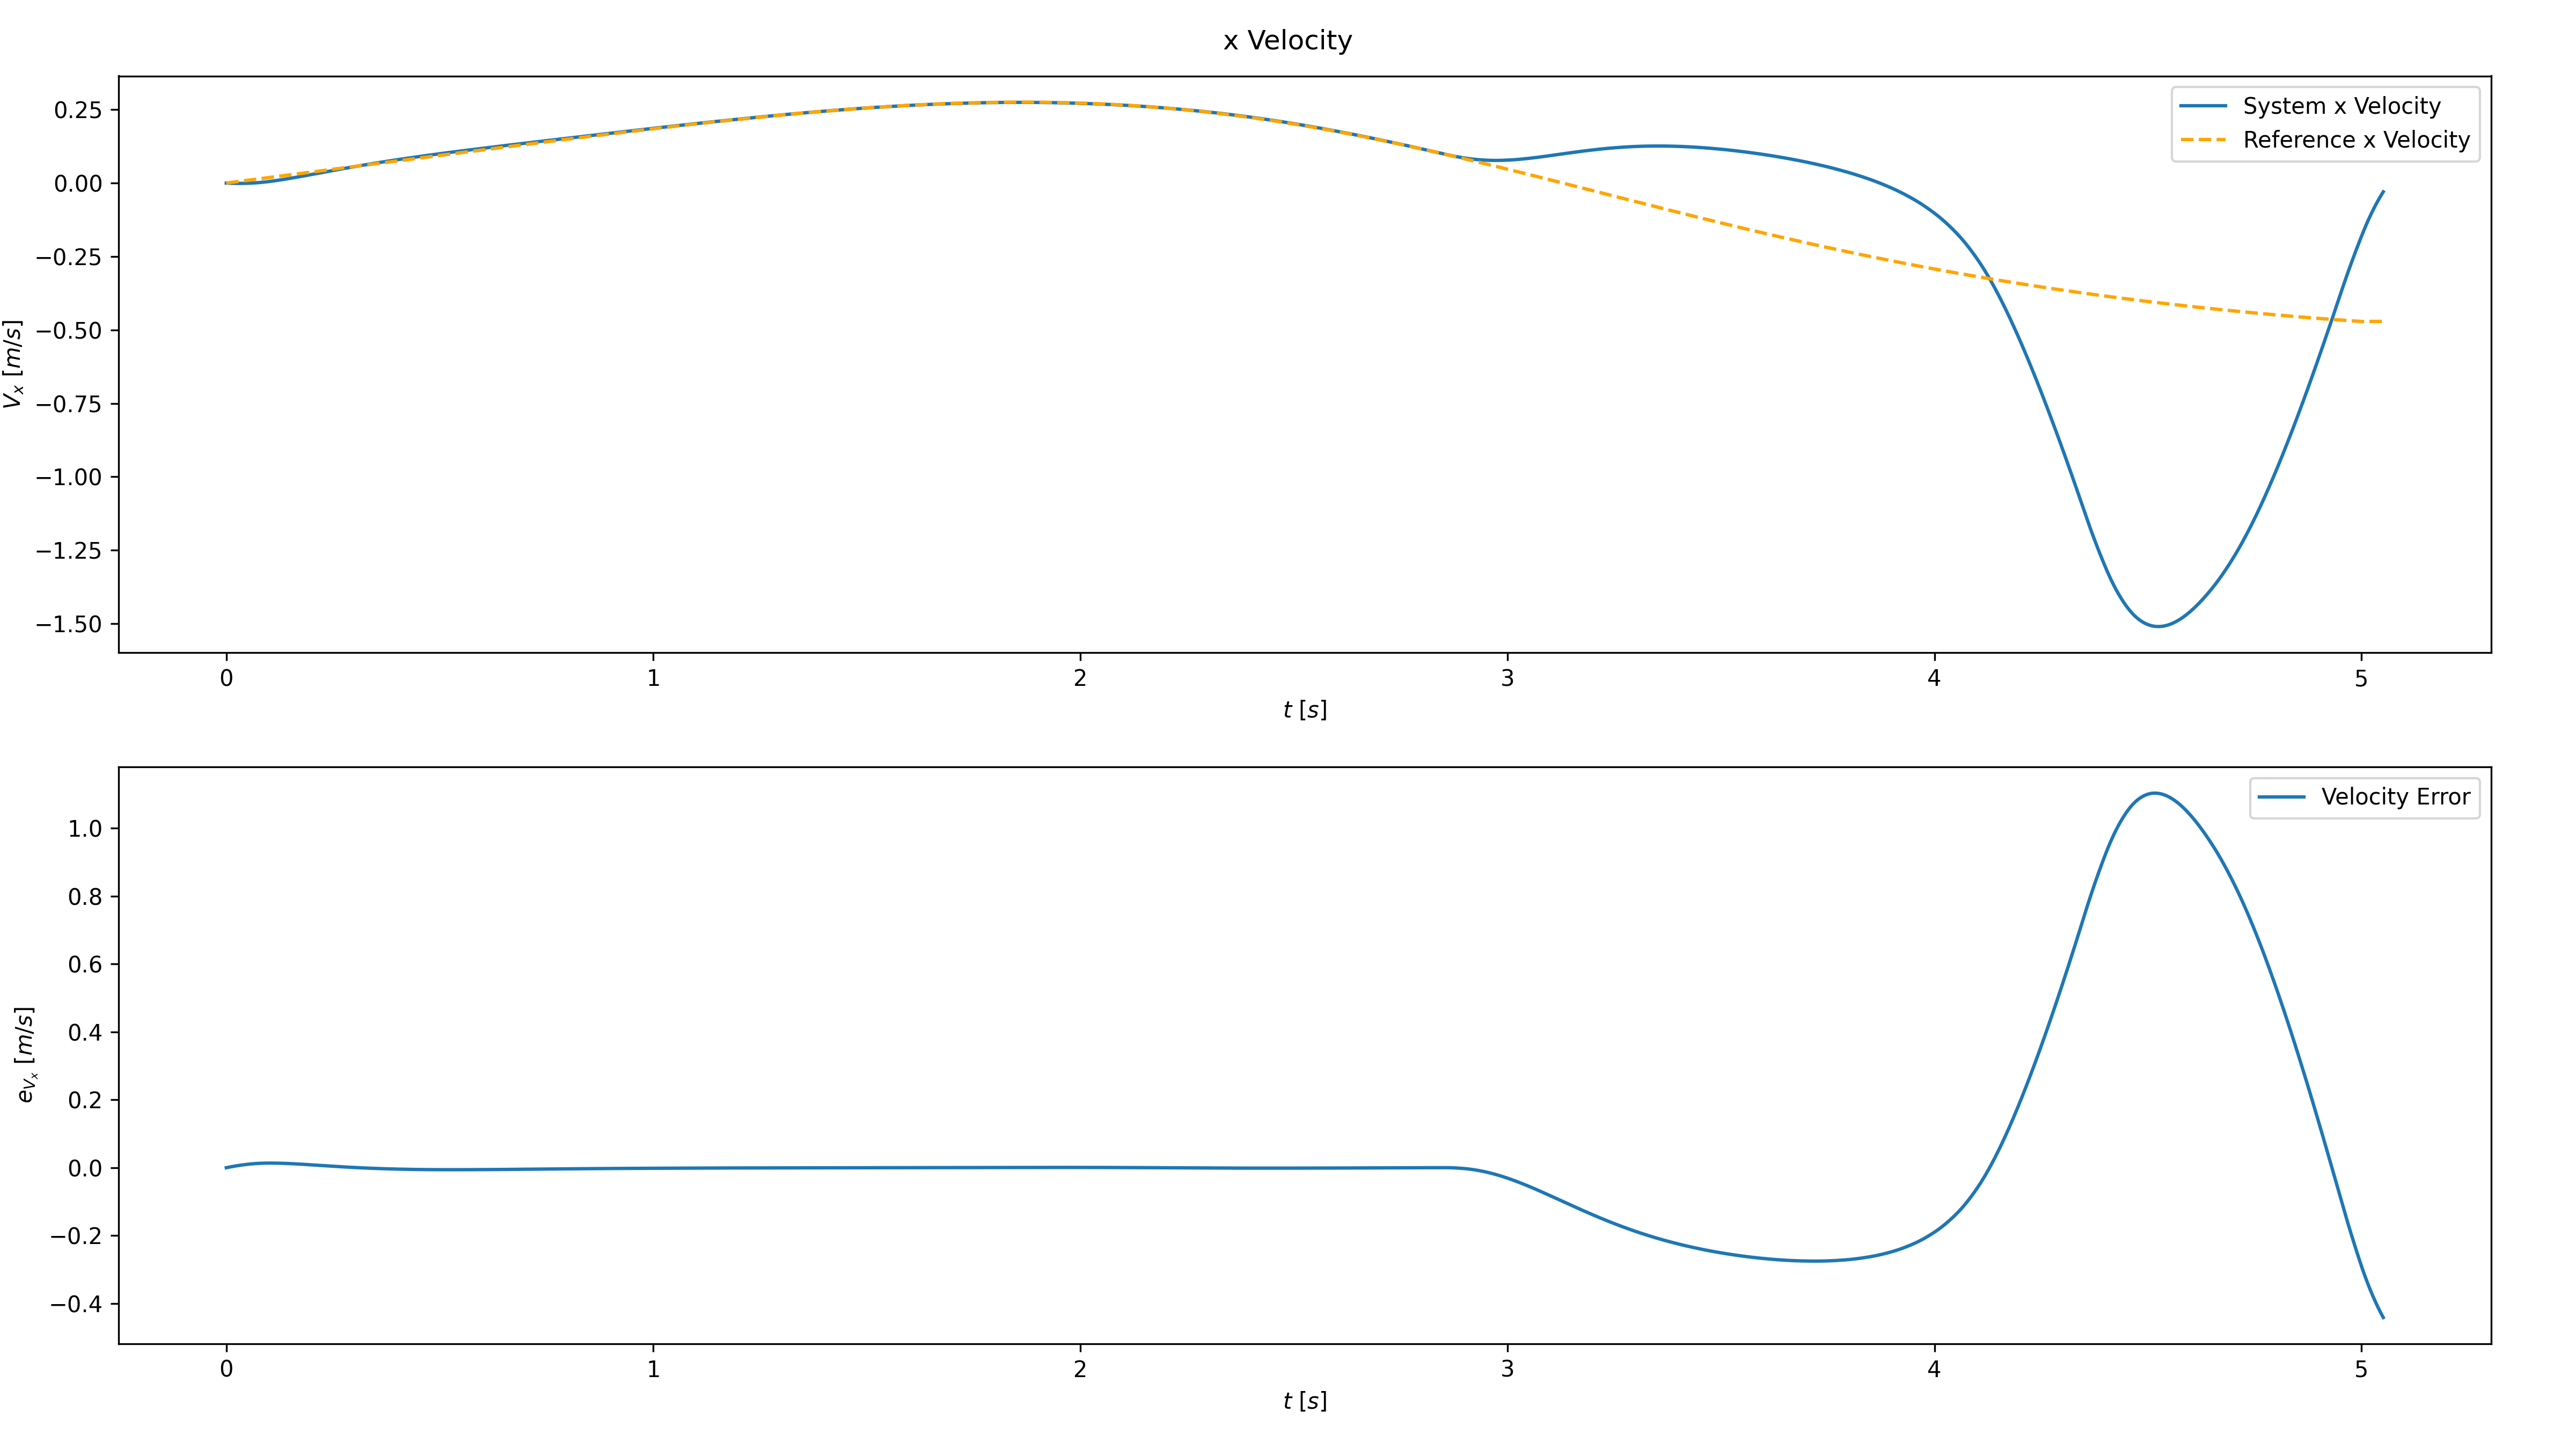 x Velocity
System x Velocity
Reference x Velocity
0.25
0.00
−0.25
−0.50
−0.75
−1.00
−1.25
−1.50
V_x [m/s]
0 1 2 3 4 5
t [s]
Velocity Error
1.0
0.8
0.6
0.4
0.2
0.0
−0.2
−0.4
e_{V_x} [m/s]
0 1 2 3 4 5
t [s]